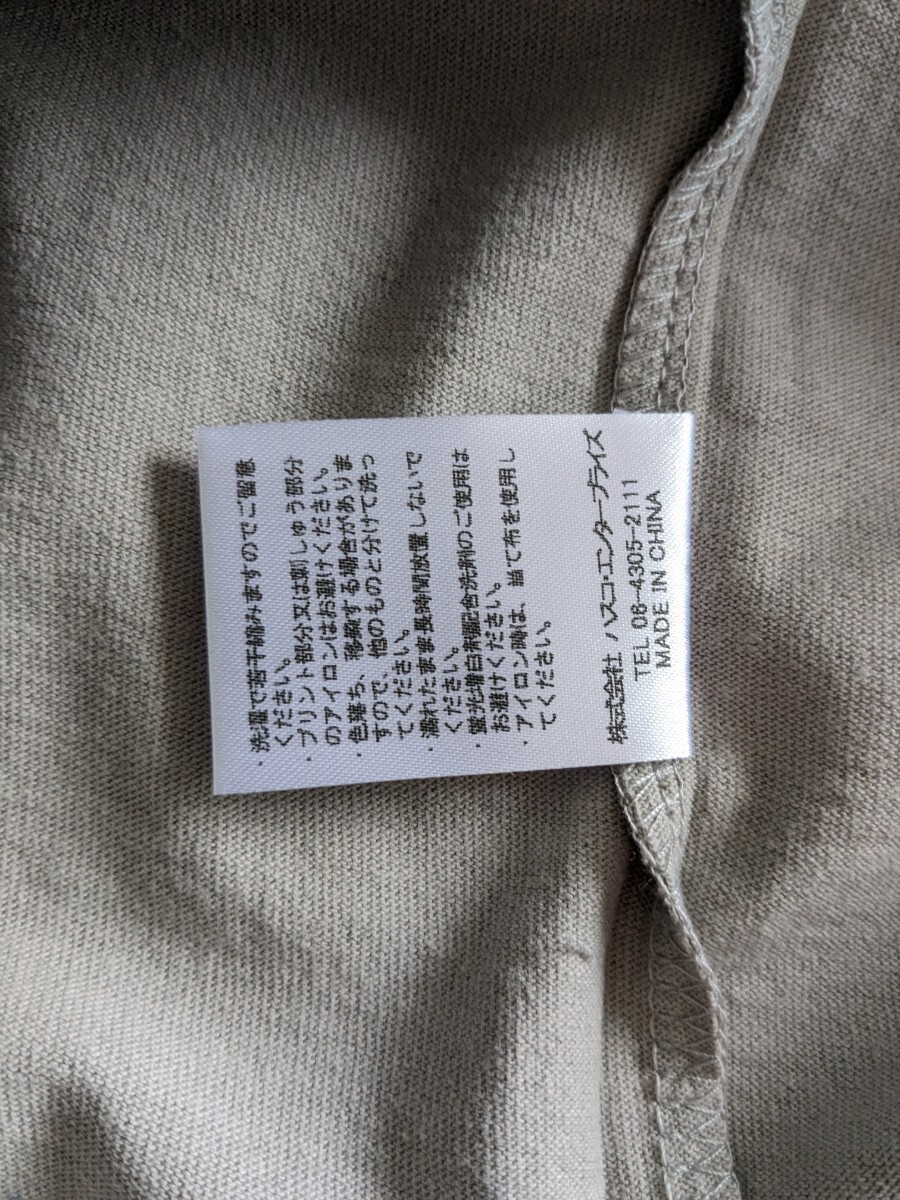 ・洗濯で若干縮みますのでご留意
ください。
・プリント部分又は刺しゅう部分
のアイロンはお避けください。
・色落ち、移染する場合がありま
すので、他のものと分けて洗っ
てください。
・濡れたまま長時間放置しないで
ください。
・蛍光増白剤配合洗剤のご使用は
お避けください。
・アイロン時は、当て布を使用し
てください。
株式会社 ハスコ・エンタープライズ
TEL 06-4305-2111
MADE IN CHINA